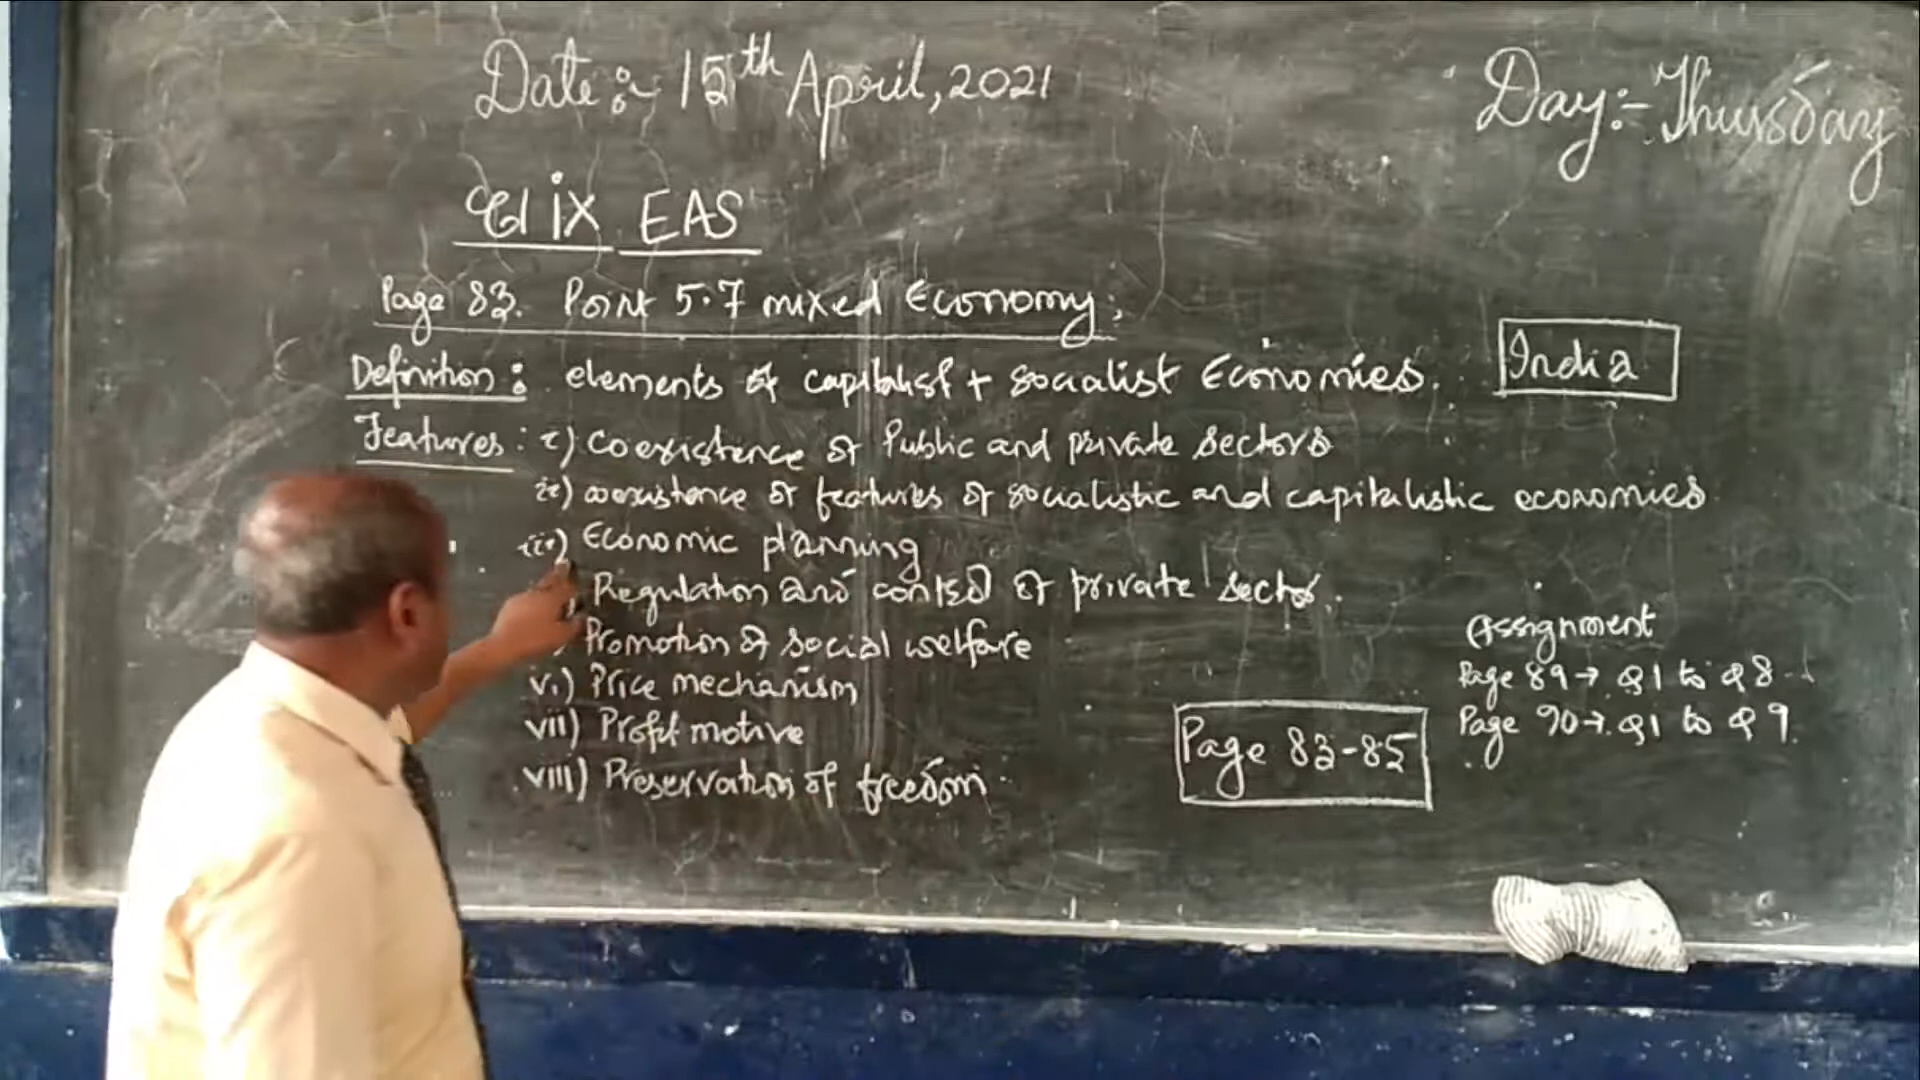 Date:- 15th April, 2021
Day:- Thursday
Cl IX EAS
Page 83. Point 5.7 mixed Economy:
Definition: elements of capitalist + socialist Economies.
India
Features: i) Coexistence of Public and private sectors
ii) coexistence of features of socialistic and capitalistic economies
iii) Economic planning
Regulation and control of private sector.
) Promotion of social welfare
vi) Price mechanism
vii) Profit motive
viii) Preservation of freedom
Page 83-85
Assignment
Page 89→ Q1 to Q8
Page 90→ Q1 to Q9.